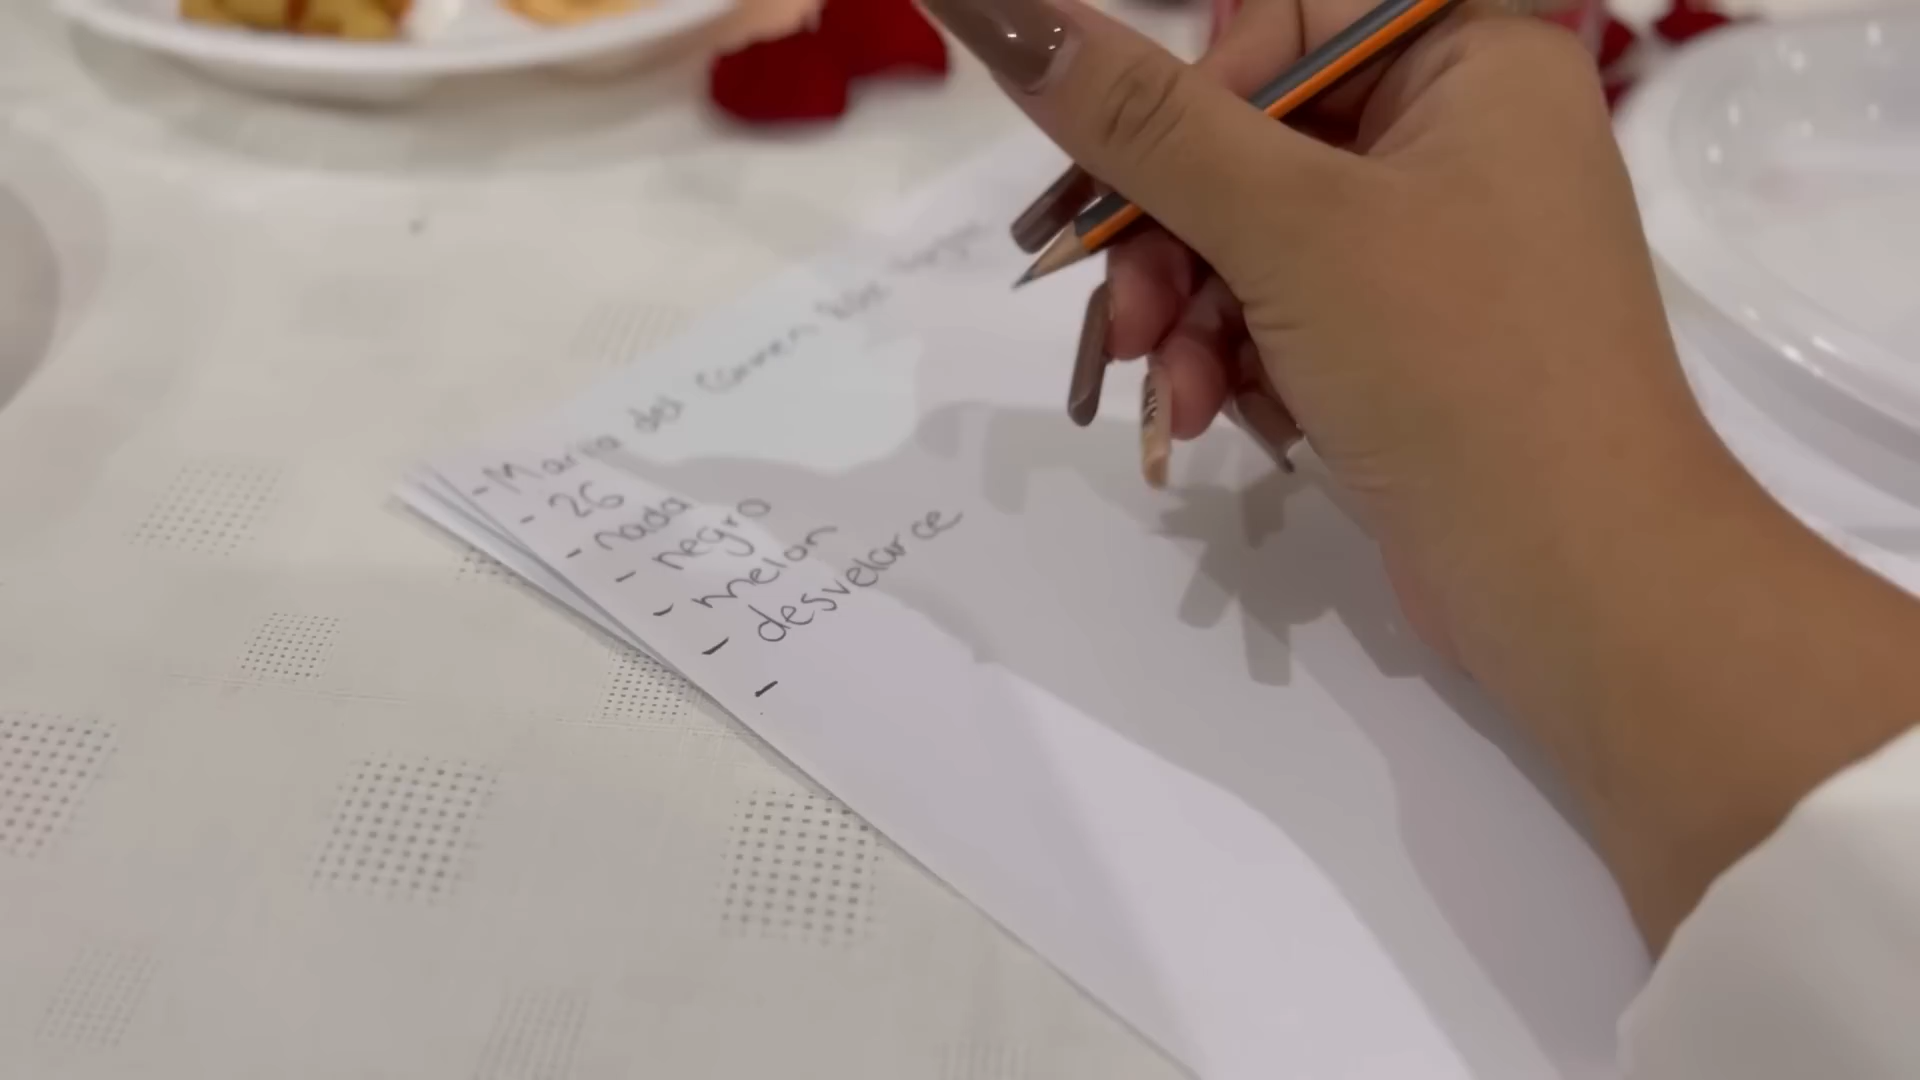 - Maria del Carmen
- 26
- nada
- negro
- melon
- desvelarce
-